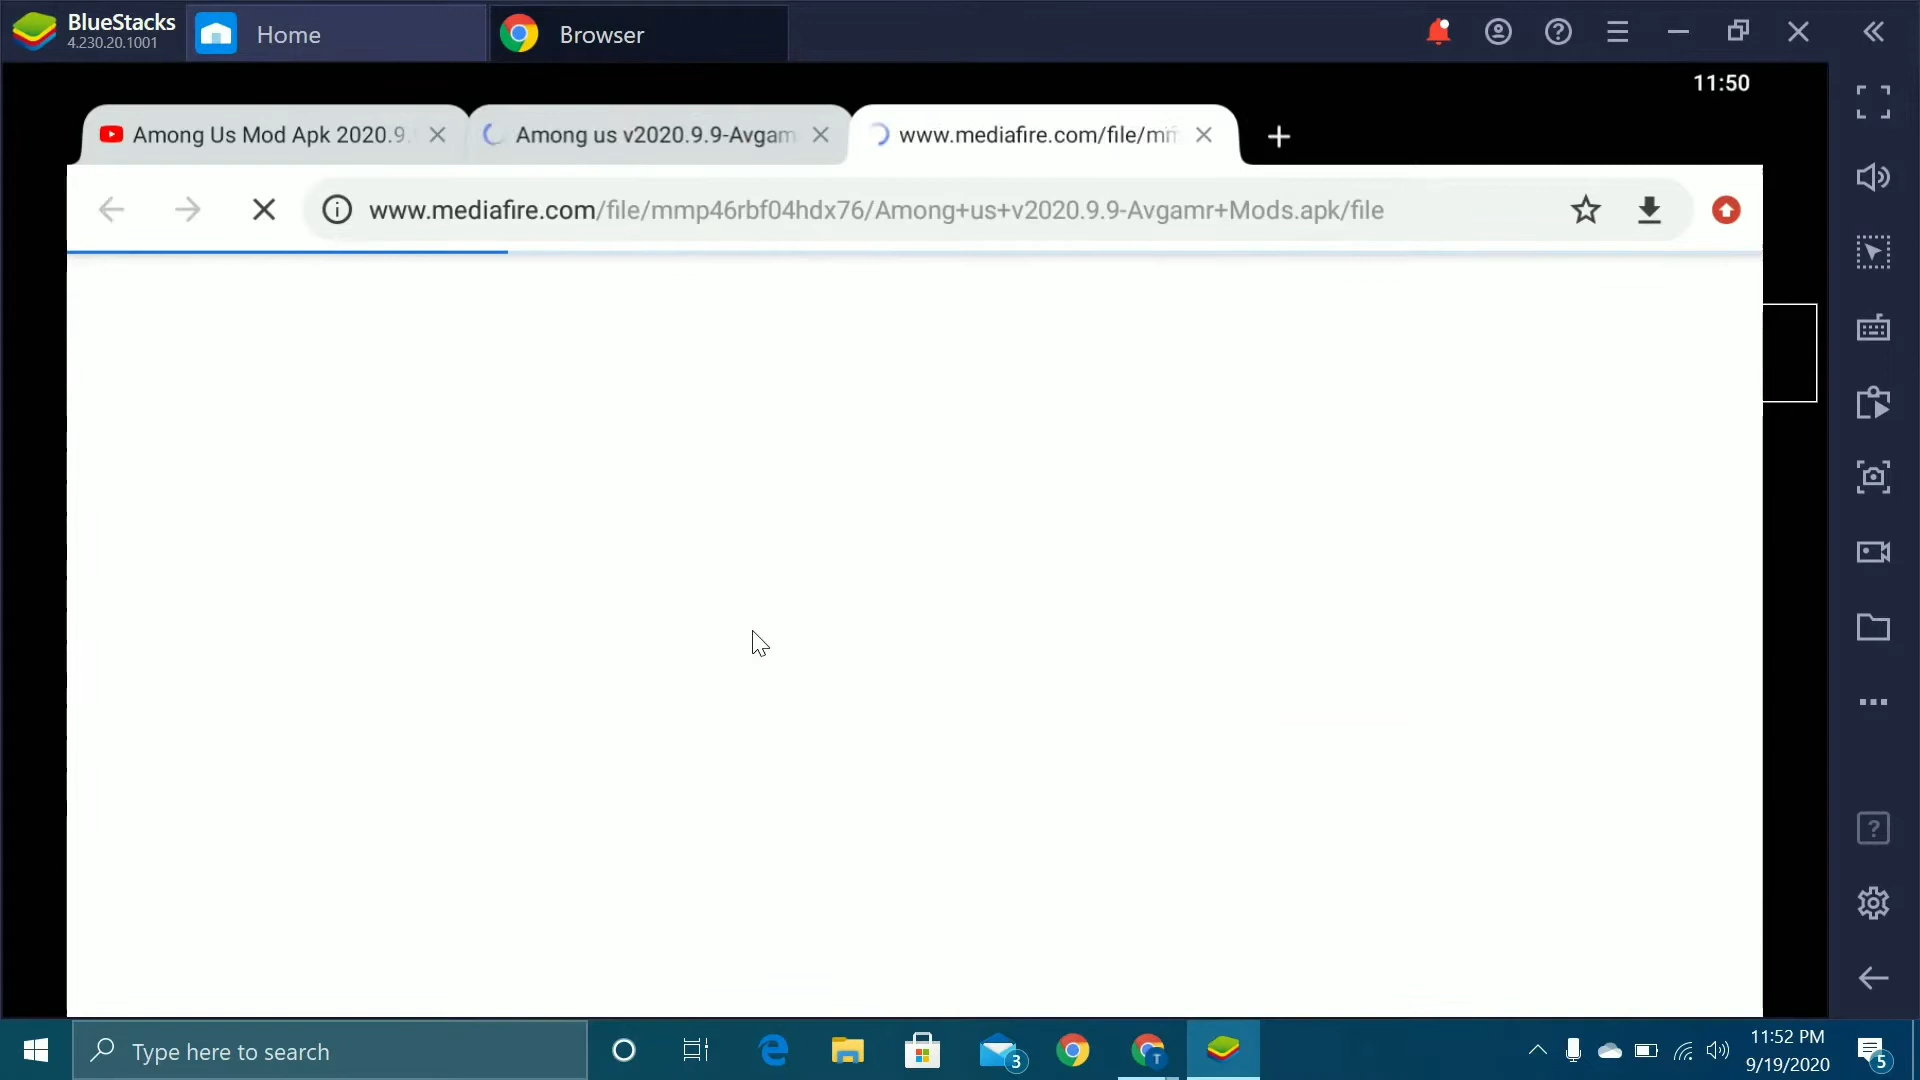 BlueStacks
4.230.20.1001
Home
Browser
11:50
Among Us Mod Apk 2020.9.
Among us v2020.9.9-Avgam
www.mediafire.com/file/mm
www.mediafire.com/file/mmp46rbf04hdx76/Among+us+v2020.9.9-Avgamr+Mods.apk/file
Type here to search
3
T
11:52 PM
9/19/2020
5